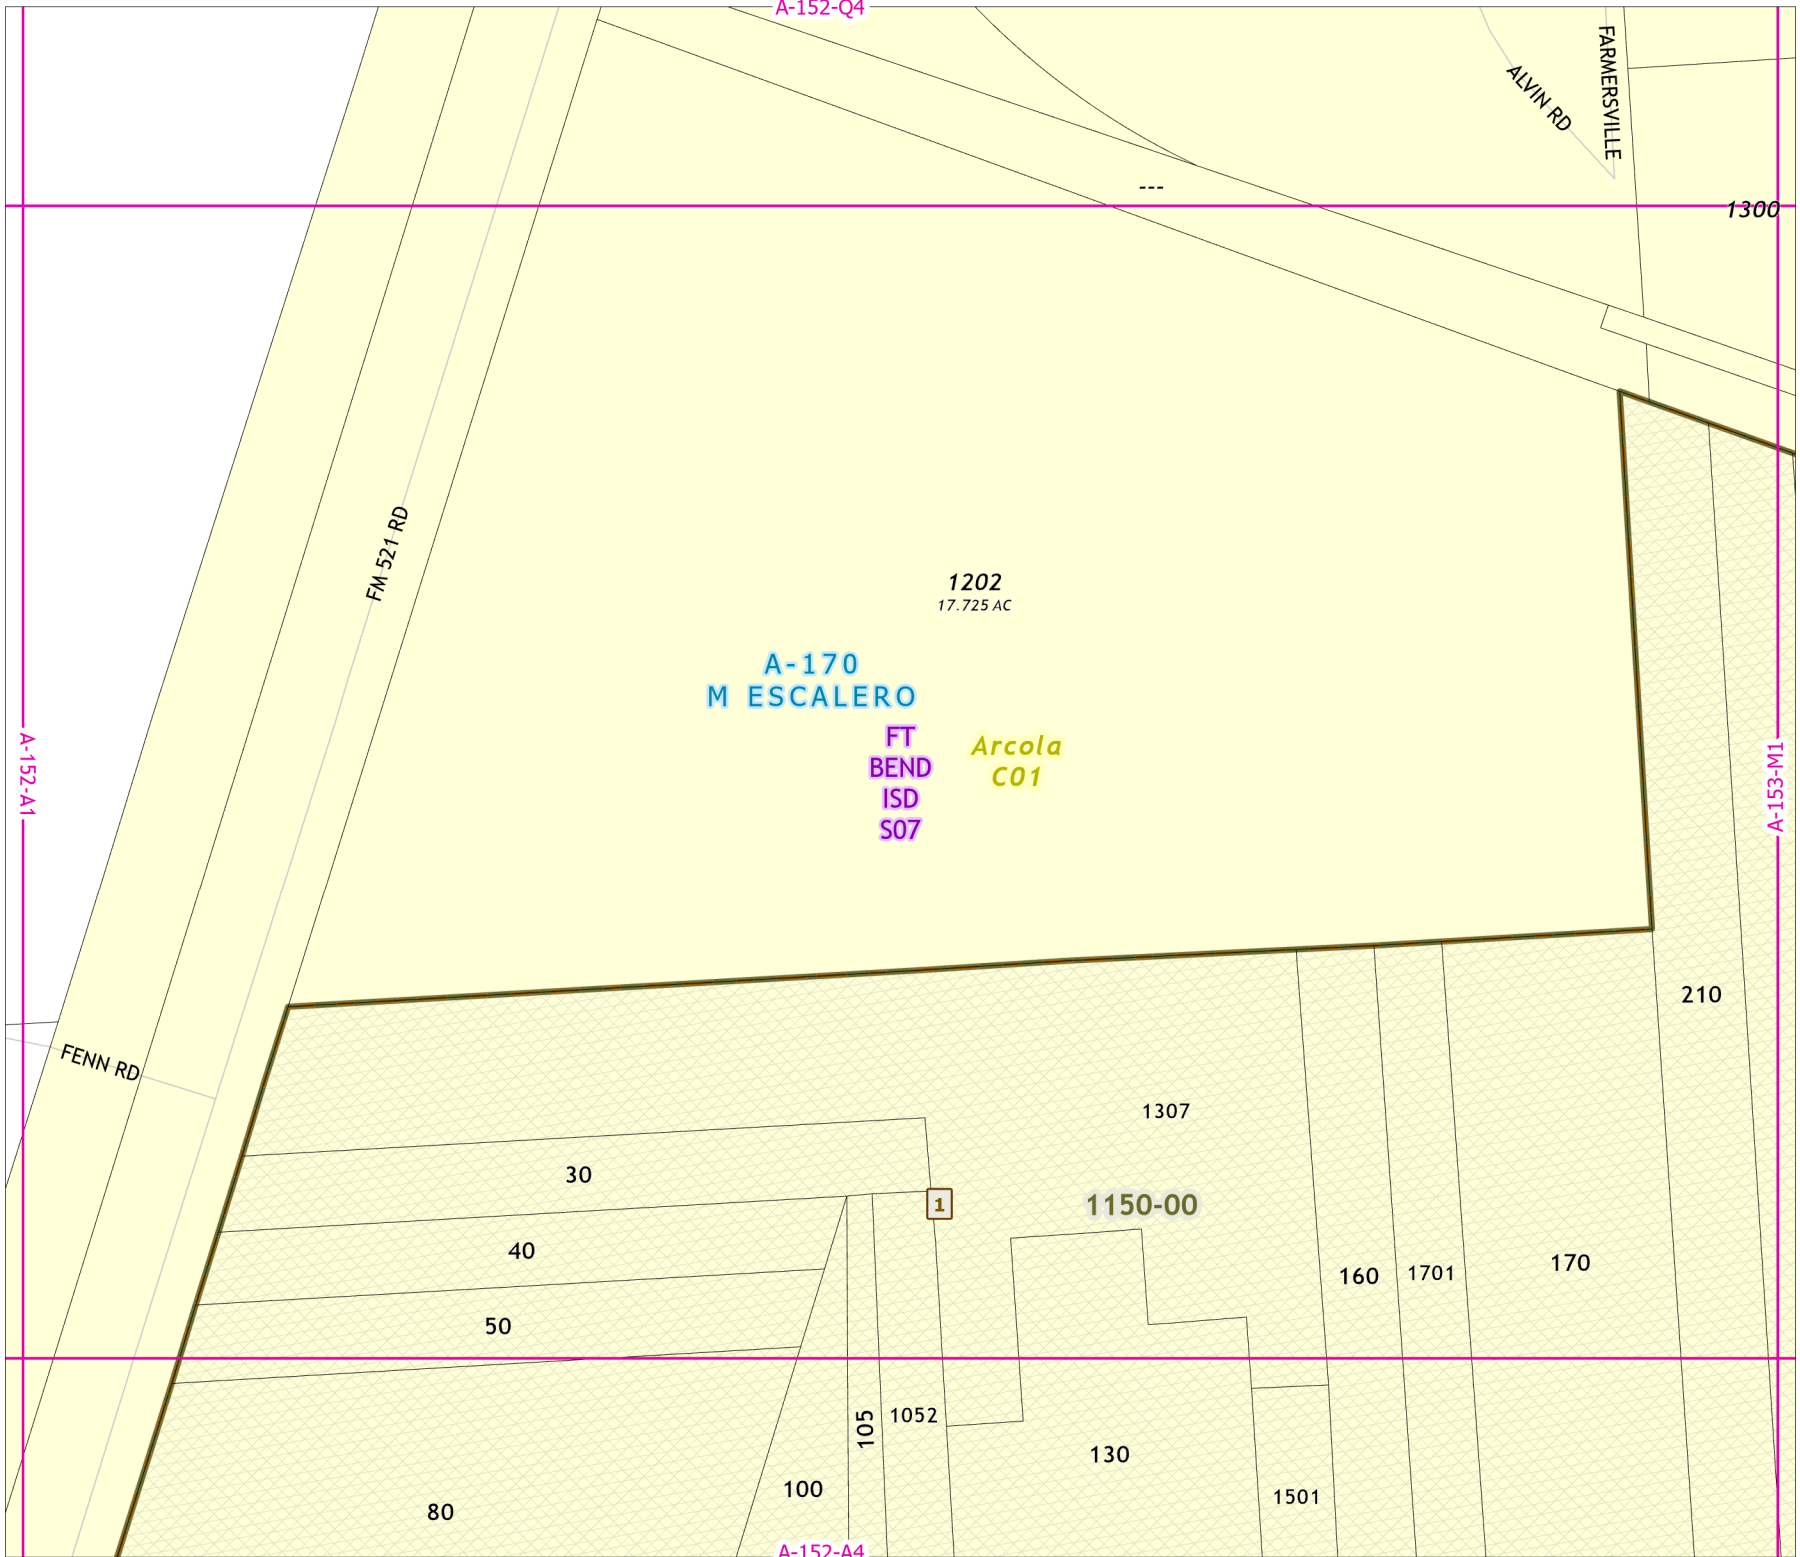 A-152-Q4
FARMERSVILLE
ALVIN RD
---
1300
FM 521 RD
1202
17.725 AC
A-170
M ESCALERO
FT
BEND
ISD
S07
Arcola
C01
A-152-A1
A-153-M1
210
FENN RD
1307
30
1
1150-00
40
160
1701
170
50
105
1052
130
100
1501
80
A-152-A4